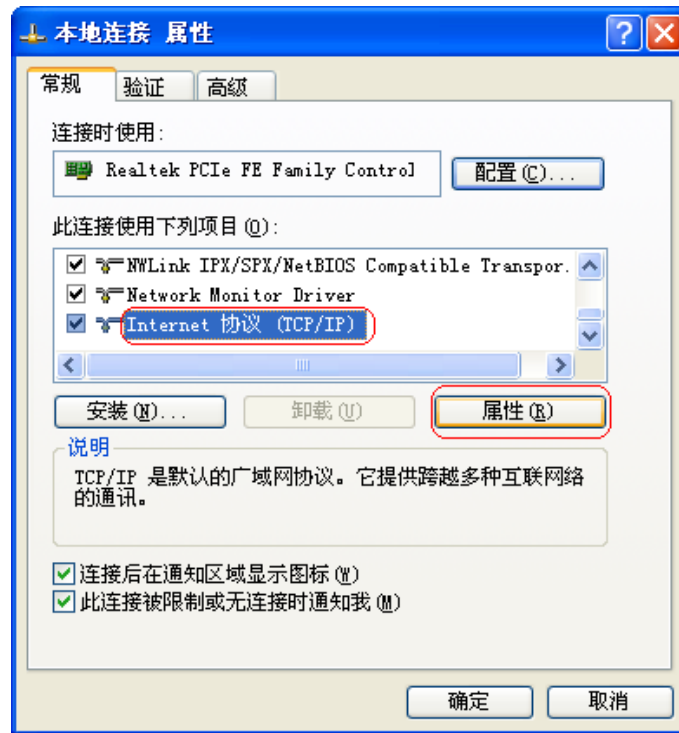 本地连接 属性
常规
验证
高级
连接时使用:
Realtek PCIe FE Family Control
配置(C)...
此连接使用下列项目(O):
NWLink IPX/SPX/NetBIOS Compatible Transpor.
Network Monitor Driver
Internet 协议 (TCP/IP)
安装(N)...
卸载(U)
属性(R)
说明
TCP/IP 是默认的广域网协议。它提供跨越多种互联网络
的通讯。
连接后在通知区域显示图标(W)
此连接被限制或无连接时通知我(M)
确定
取消